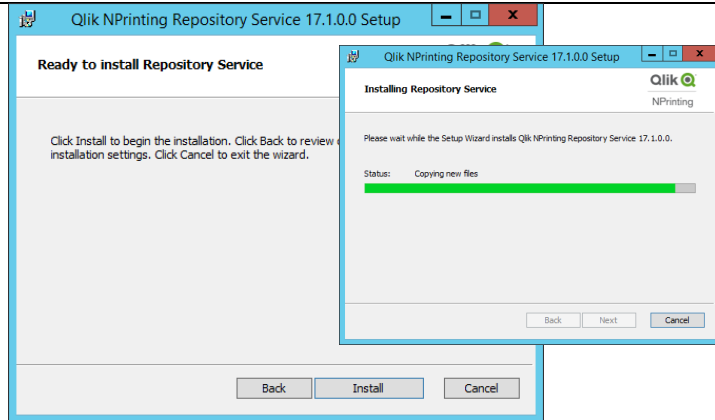 Qlik NPrinting Repository Service 17.1.0.0 Setup
Ready to install Repository Service
Click Install to begin the installation. Click Back to review
installation settings. Click Cancel to exit the wizard.
Back
Install
Cancel
Qlik NPrinting Repository Service 17.1.0.0 Setup
Installing Repository Service
Qlik
NPrinting
Please wait while the Setup Wizard installs Qlik NPrinting Repository Service 17.1.0.0.
Status: Copying new files
Back
Next
Cancel